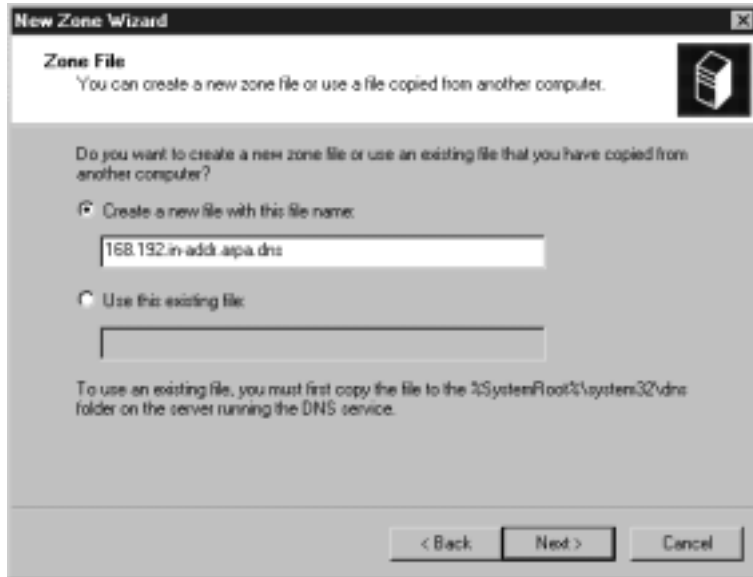 New Zone Wizard
Zone File
You can create a new zone file or use a file copied from another computer.
Do you want to create a new zone file or use an existing file that you have copied from
another computer?
Create a new file with this file name:
168.192.in-addr.arpa.dns
Use this existing file:
To use an existing file, you must first copy the file to the %SystemRoot%\system32\dns
folder on the server running the DNS service.
< Back
Next >
Cancel